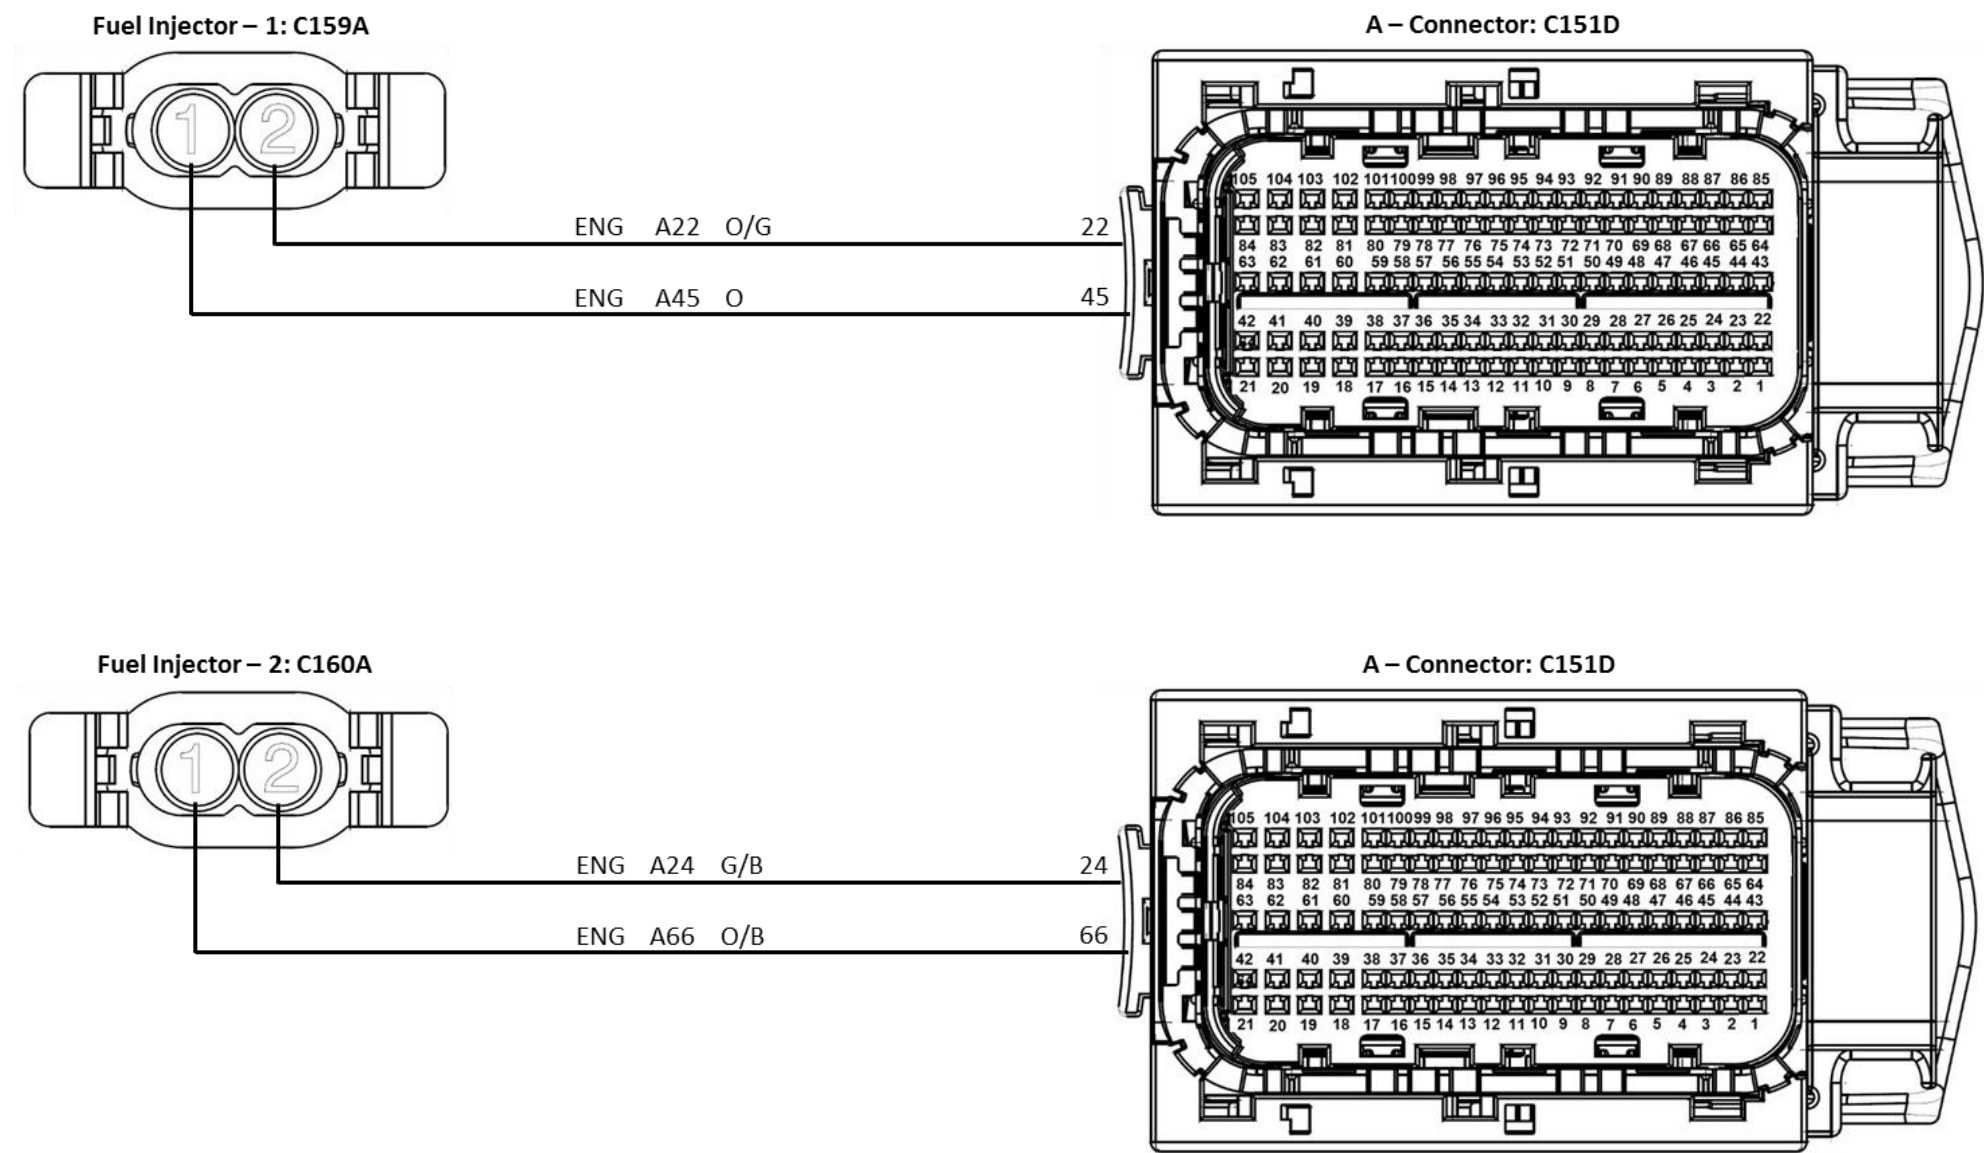 Fuel Injector – 1: C159A
A – Connector: C151D
1 2
105 104 103 102 101 100 99 98 97 96 95 94 93 92 91 90 89 88 87 86 85
ENG A22 O/G 22
84 83 82 81 80 79 78 77 76 75 74 73 72 71 70 69 68 67 66 65 64
63 62 61 60 59 58 57 56 55 54 53 52 51 50 49 48 47 46 45 44 43
ENG A45 O 45
42 41 40 39 38 37 36 35 34 33 32 31 30 29 28 27 26 25 24 23 22
21 20 19 18 17 16 15 14 13 12 11 10 9 8 7 6 5 4 3 2 1
Fuel Injector – 2: C160A
A – Connector: C151D
1 2
105 104 103 102 101 100 99 98 97 96 95 94 93 92 91 90 89 88 87 86 85
ENG A24 G/B 24
84 83 82 81 80 79 78 77 76 75 74 73 72 71 70 69 68 67 66 65 64
63 62 61 60 59 58 57 56 55 54 53 52 51 50 49 48 47 46 45 44 43
ENG A66 O/B 66
42 41 40 39 38 37 36 35 34 33 32 31 30 29 28 27 26 25 24 23 22
21 20 19 18 17 16 15 14 13 12 11 10 9 8 7 6 5 4 3 2 1